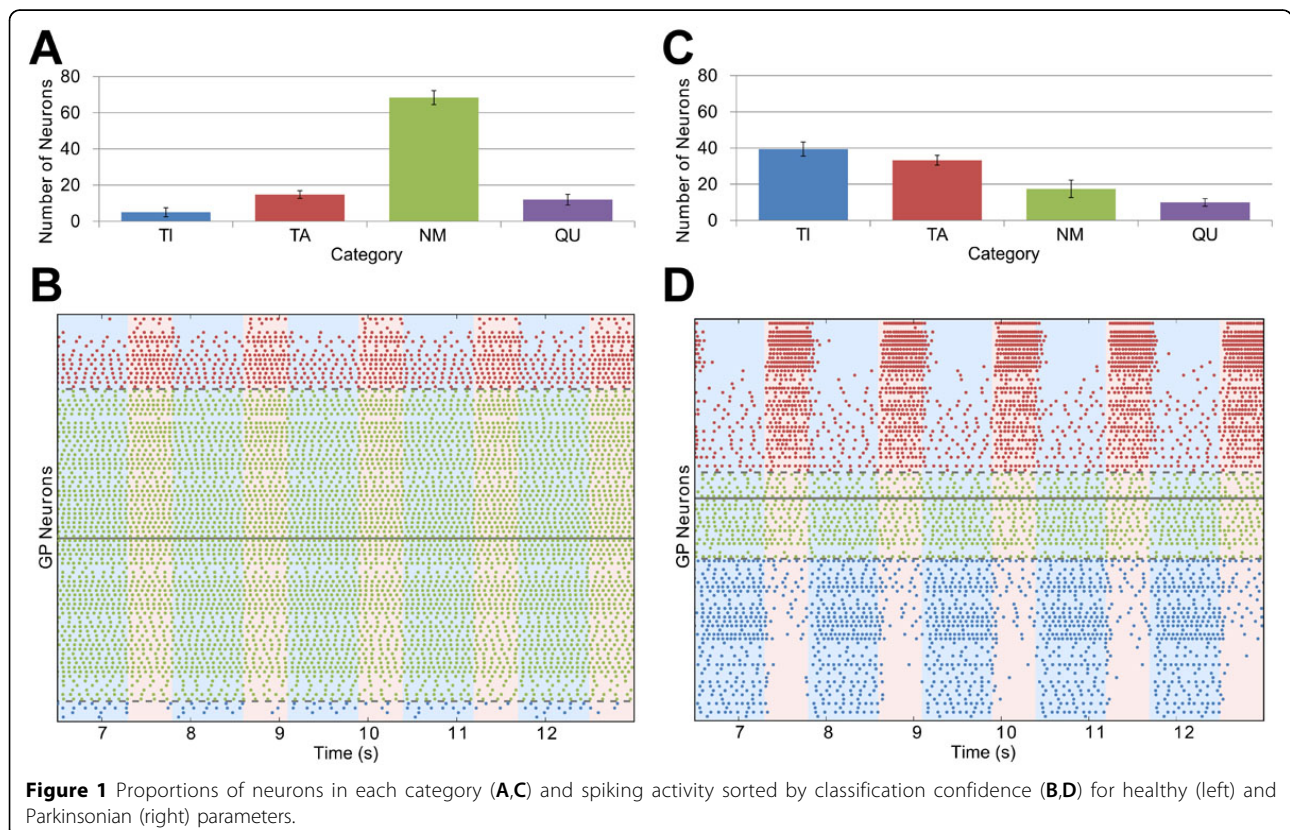 A
Number of Neurons
80
60
40
20
0
TI TA NM QU
Category
C
Number of Neurons
80
60
40
20
0
TI TA NM QU
Category
B
GP Neurons
7 8 9 10 11 12
Time (s)
D
GP Neurons
7 8 9 10 11 12
Time (s)
Figure 1 Proportions of neurons in each category (A,C) and spiking activity sorted by classification confidence (B,D) for healthy (left) and
Parkinsonian (right) parameters.